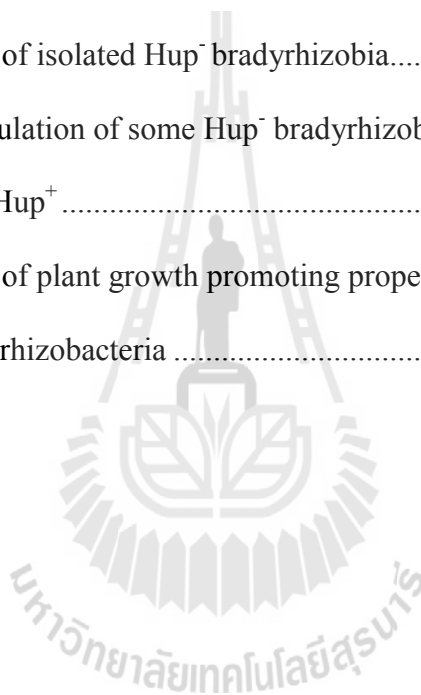 of isolated Hup⁻ bradyrhizobia....
ulation of some Hup⁻ bradyrhizob
Hup⁺ ........................................
of plant growth promoting prope
rhizobacteria ...........................
มหาวิทยาลัยเทคโนโลยีสุรนารี